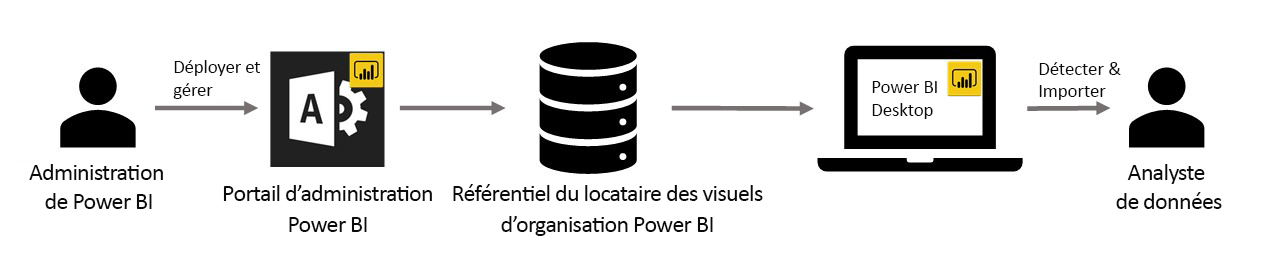 Administration
de Power BI
Déployer et
gérer
A
Portail d’administration
Power BI
Référentiel du locataire des visuels
d’organisation Power BI
Power BI
Desktop
Détecter &
Importer
Analyste
de données